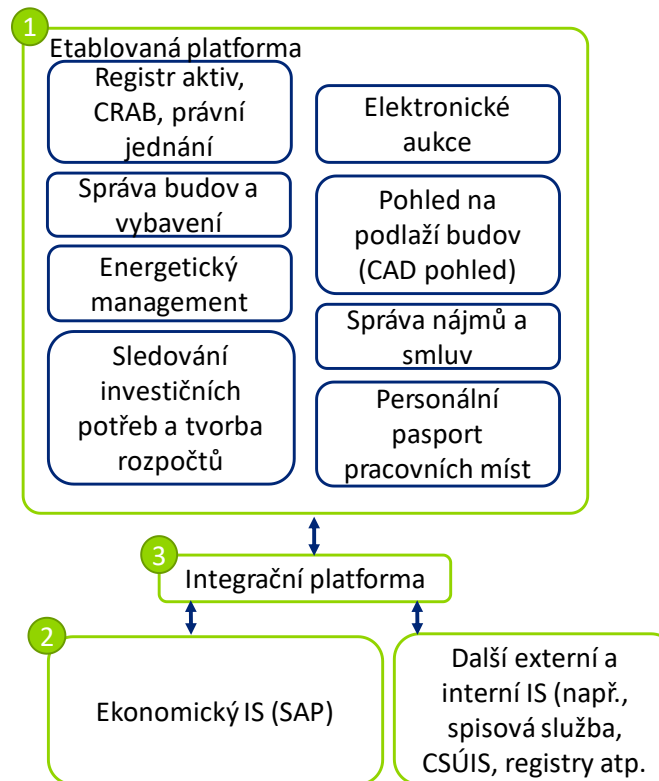 1
Etablovaná platforma
Registr aktiv,
CRAB, právní
jednání
Správa budov a
vybavení
Energetický
management
Sledování
investičních
potřeb a tvorba
rozpočtů
Elektronické
aukce
Pohled na
podlaží budov
(CAD pohled)
Správa nájmů a
smluv
Personální
pasport
pracovních míst
3
Integrační platforma
2
Ekonomický IS (SAP)
Další externí a
interní IS (např.,
spisová služba,
CSÚIS, registry atp.